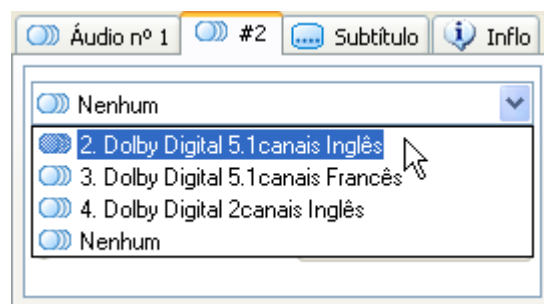 Áudio nº 1 #2 Subtítulo Inflo
Nenhum
2. Dolby Digital 5.1canais Inglês
3. Dolby Digital 5.1canais Francês
4. Dolby Digital 2canais Inglês
Nenhum